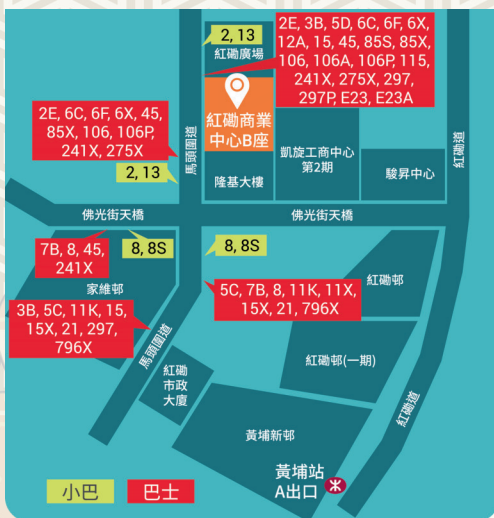 2, 13
紅磡廣場
2E, 3B, 5D, 6C, 6F, 6X,
12A, 15, 45, 85S, 85X,
106, 106A, 106P, 115,
241X, 275X, 297,
297P, E23, E23A
紅磡商業
中心B座
2E, 6C, 6F, 6X, 45,
85X, 106, 106P,
241X, 275X
馬頭圍道
凱旋工商中心
第2期
紅磡道
2, 13
隆基大樓
駿昇中心
佛光街天橋
佛光街天橋
7B, 8, 45,
241X
8, 8S
8, 8S
家維邨
5C, 7B, 8, 11K, 11X,
15X, 21, 796X
紅磡邨
3B, 5C, 11K, 15,
15X, 21, 297,
796X
馬頭圍道
紅磡
市政
大廈
紅磡邨(一期)
紅磡道
黃埔新邨
黃埔站
A出口
小巴
巴士